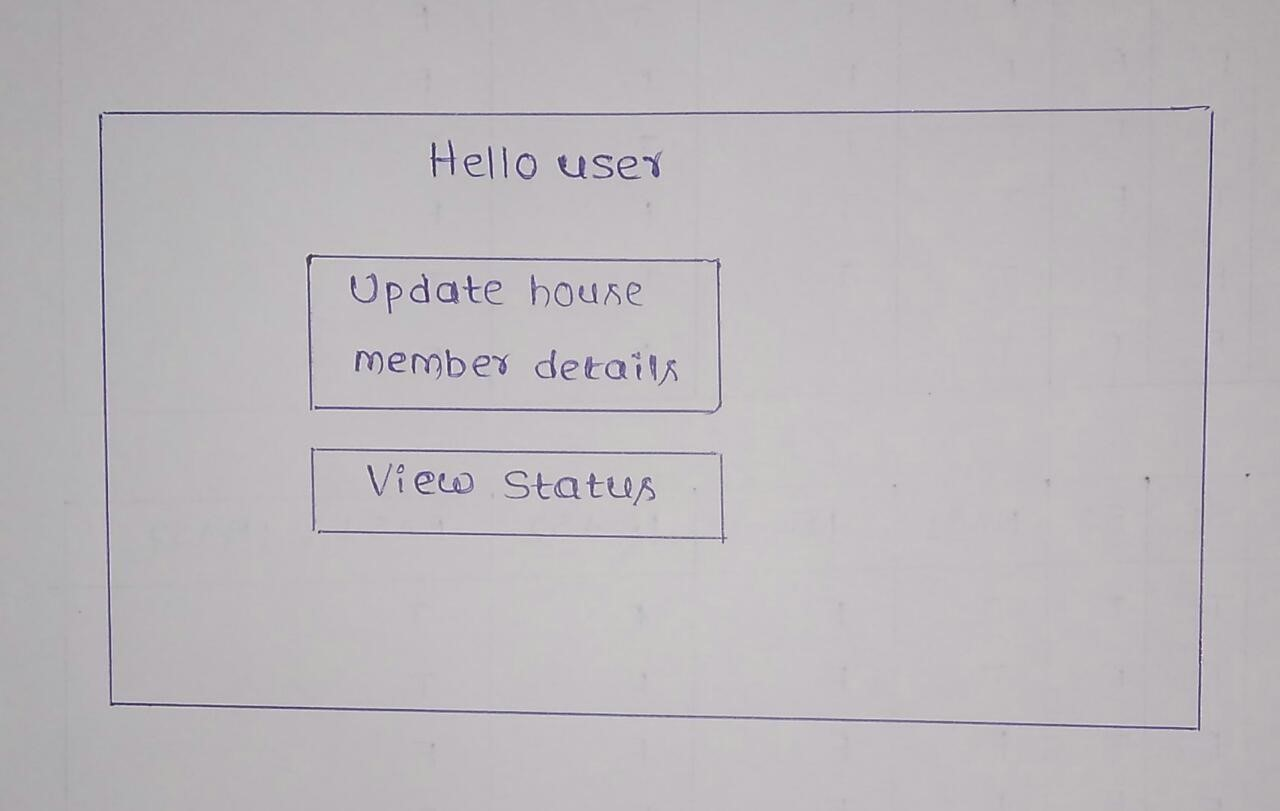 Hello user
Update house
member details
View Status